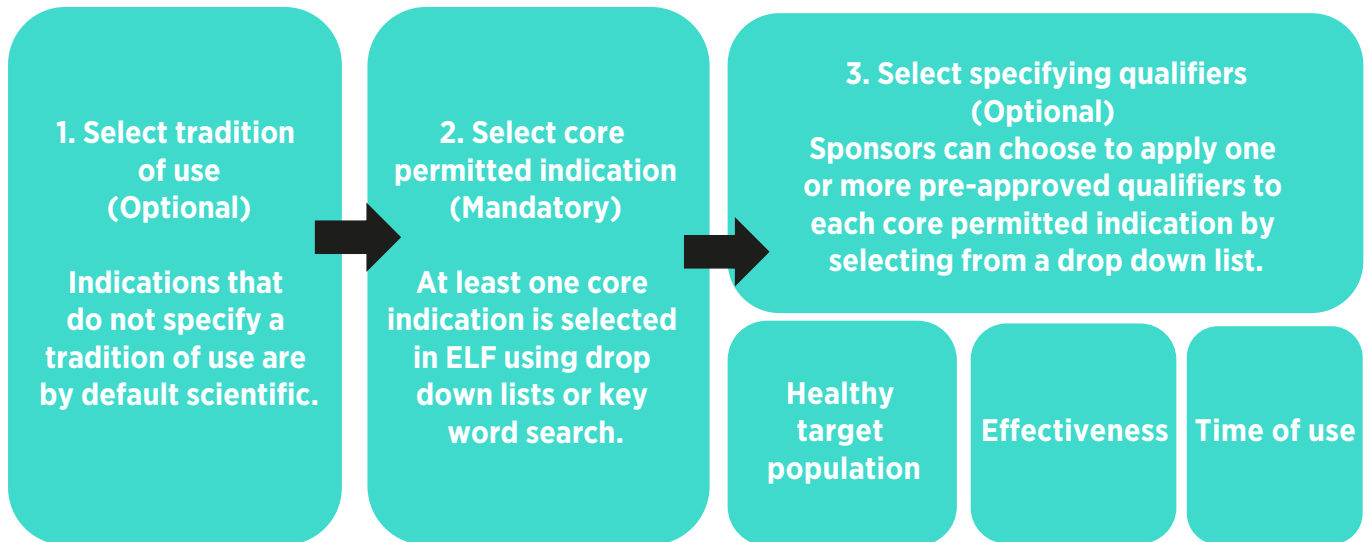 1. Select tradition
of use
(Optional)
Indications that
do not specify a
tradition of use are
by default scientific.
2. Select core
permitted indication
(Mandatory)
At least one core
indication is selected
in ELF using drop
down lists or key
word search.
3. Select specifying qualifiers
(Optional)
Sponsors can choose to apply one
or more pre-approved qualifiers to
each core permitted indication by
selecting from a drop down list.
Healthy
target
population
Effectiveness
Time of use